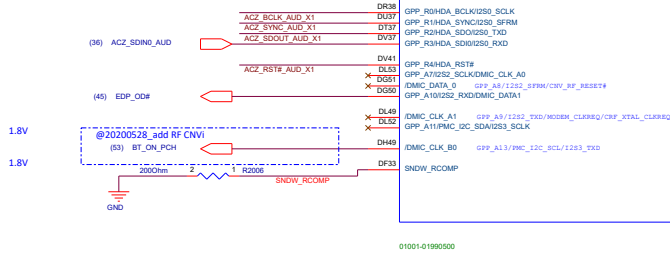 DR38 GPP_R0/HDA_BCLK/I2S0_SCLK
ACZ_BCLK_AUD_X1 DU37 GPP_R1/HDA_SYNC/I2S0_SFRM
ACZ_SYNC_AUD_X1 DT37 GPP_R2/HDA_SDO/I2S0_TXD
ACZ_SDOUT_AUD_X1 DV37 GPP_R3/HDA_SDI0/I2S0_RXD
(36) ACZ_SDIN0_AUD
DV41 GPP_R4/HDA_RST#
ACZ_RST#_AUD_X1 DL53 GPP_A7/I2S2_SCLK/DMIC_CLK_A0
DG51 /DMIC_DATA_0 GPP_A8/I2S2_SFRM/CNV_RF_RESET#
(45) EDP_OD# DG50 GPP_A10/I2S2_RXD/DMIC_DATA1
DL49 /DMIC_CLK_A1 GPP_A9/I2S2_TXD/MODEM_CLKREQ/CRF_XTAL_CLKREQ
DL52 GPP_A11/PMC_I2C_SDA/I2S3_SCLK
1.8V @20200528_add RF CNVi
(53) BT_ON_PCH DH49 /DMIC_CLK_B0 GPP_A13/PMC_I2C_SCL/I2S3_TXD
1.8V
200Ohm 2 1 R2006 DF33 SNDW_RCOMP
SNDW_RCOMP
GND
01001-01990500